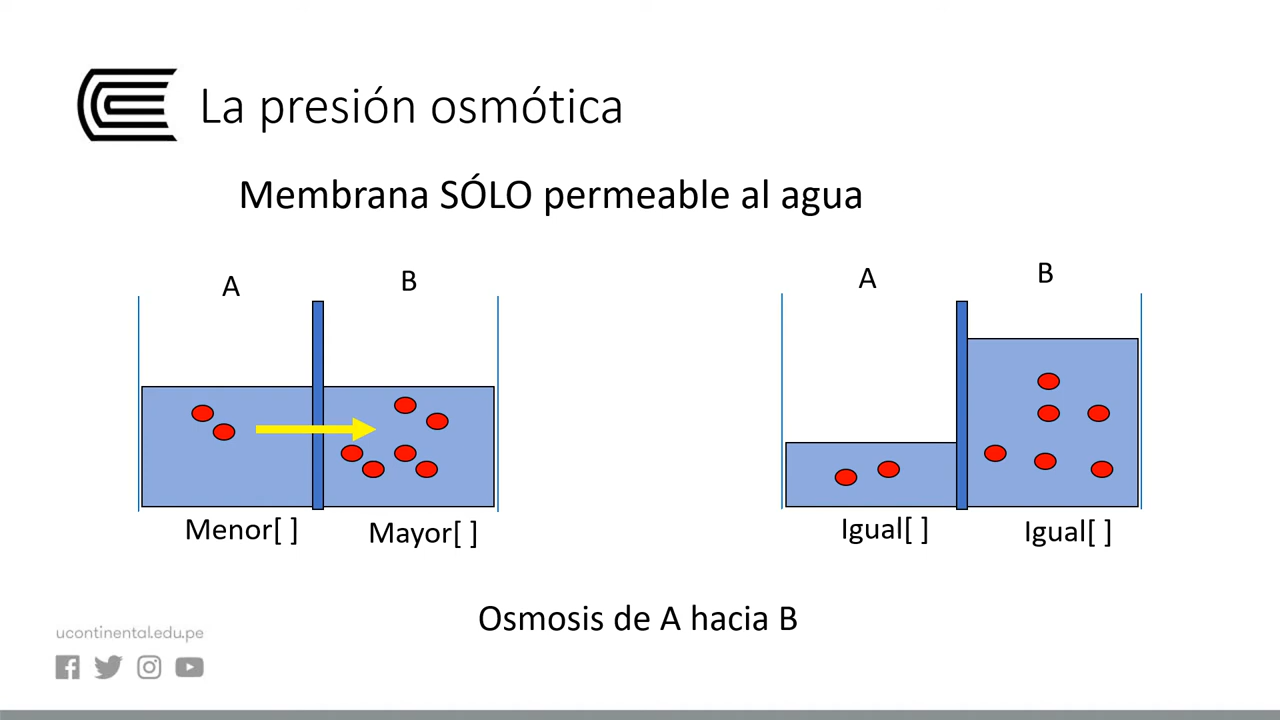 La presión osmótica
Membrana SÓLO permeable al agua
A
B
A
B
Menor[ ]
Mayor[ ]
Igual[ ]
Igual[ ]
Osmosis de A hacia B
ucontinental.edu.pe